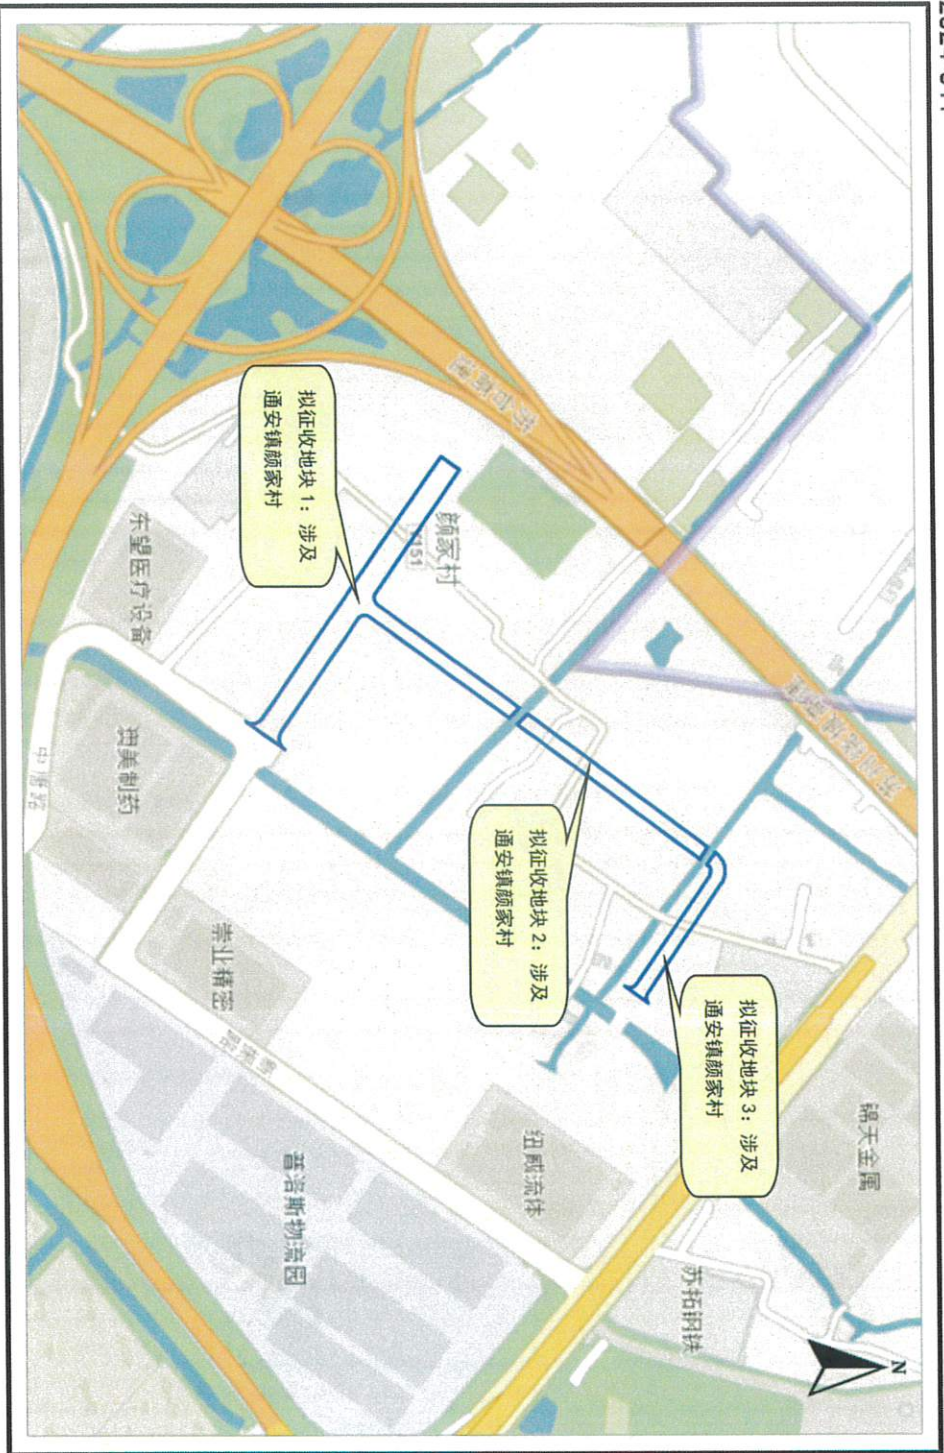 拟征收地块 1：涉及
通安镇颜家村
拟征收地块 2：涉及
通安镇颜家村
拟征收地块 3：涉及
通安镇颜家村
颜家村
东望医疗设备
崇业精密
纽威流体
普洛斯物流园
锦天金属
苏拓钢铁
N